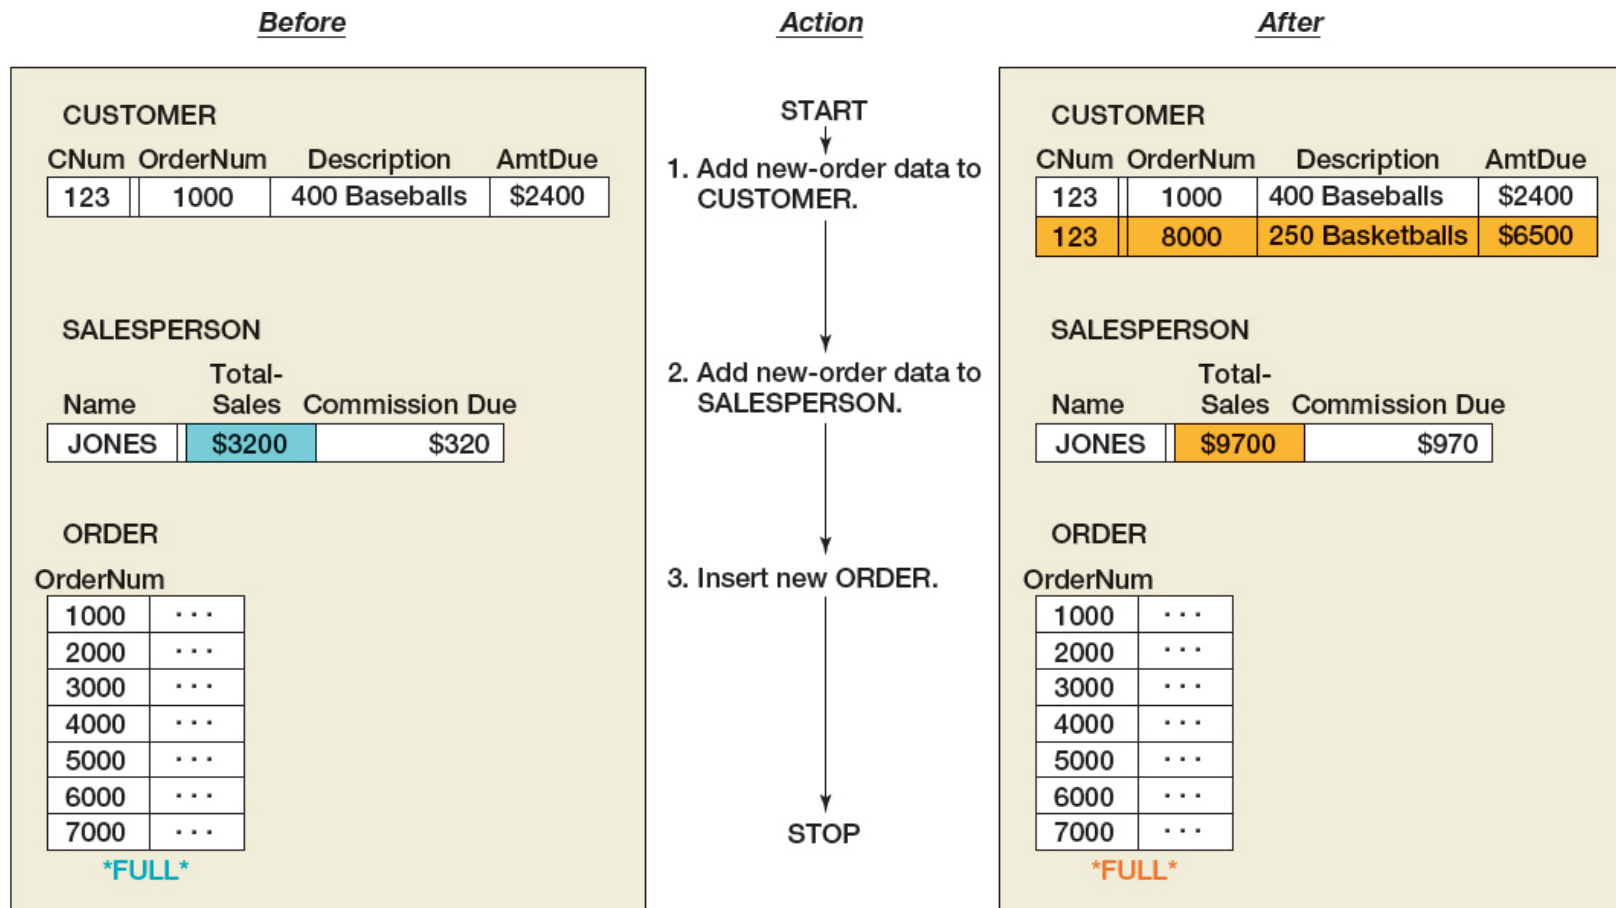 Before
CUSTOMER
CNum OrderNum Description AmtDue
123 1000 400 Baseballs $2400
SALESPERSON
Total-
Name Sales Commission Due
JONES $3200 $320
ORDER
OrderNum
1000 ...
2000 ...
3000 ...
4000 ...
5000 ...
6000 ...
7000 ...
*FULL*
Action
START
1. Add new-order data to
CUSTOMER.
2. Add new-order data to
SALESPERSON.
3. Insert new ORDER.
STOP
After
CUSTOMER
CNum OrderNum Description AmtDue
123 1000 400 Baseballs $2400
123 8000 250 Basketballs $6500
SALESPERSON
Total-
Name Sales Commission Due
JONES $9700 $970
ORDER
OrderNum
1000 ...
2000 ...
3000 ...
4000 ...
5000 ...
6000 ...
7000 ...
*FULL*